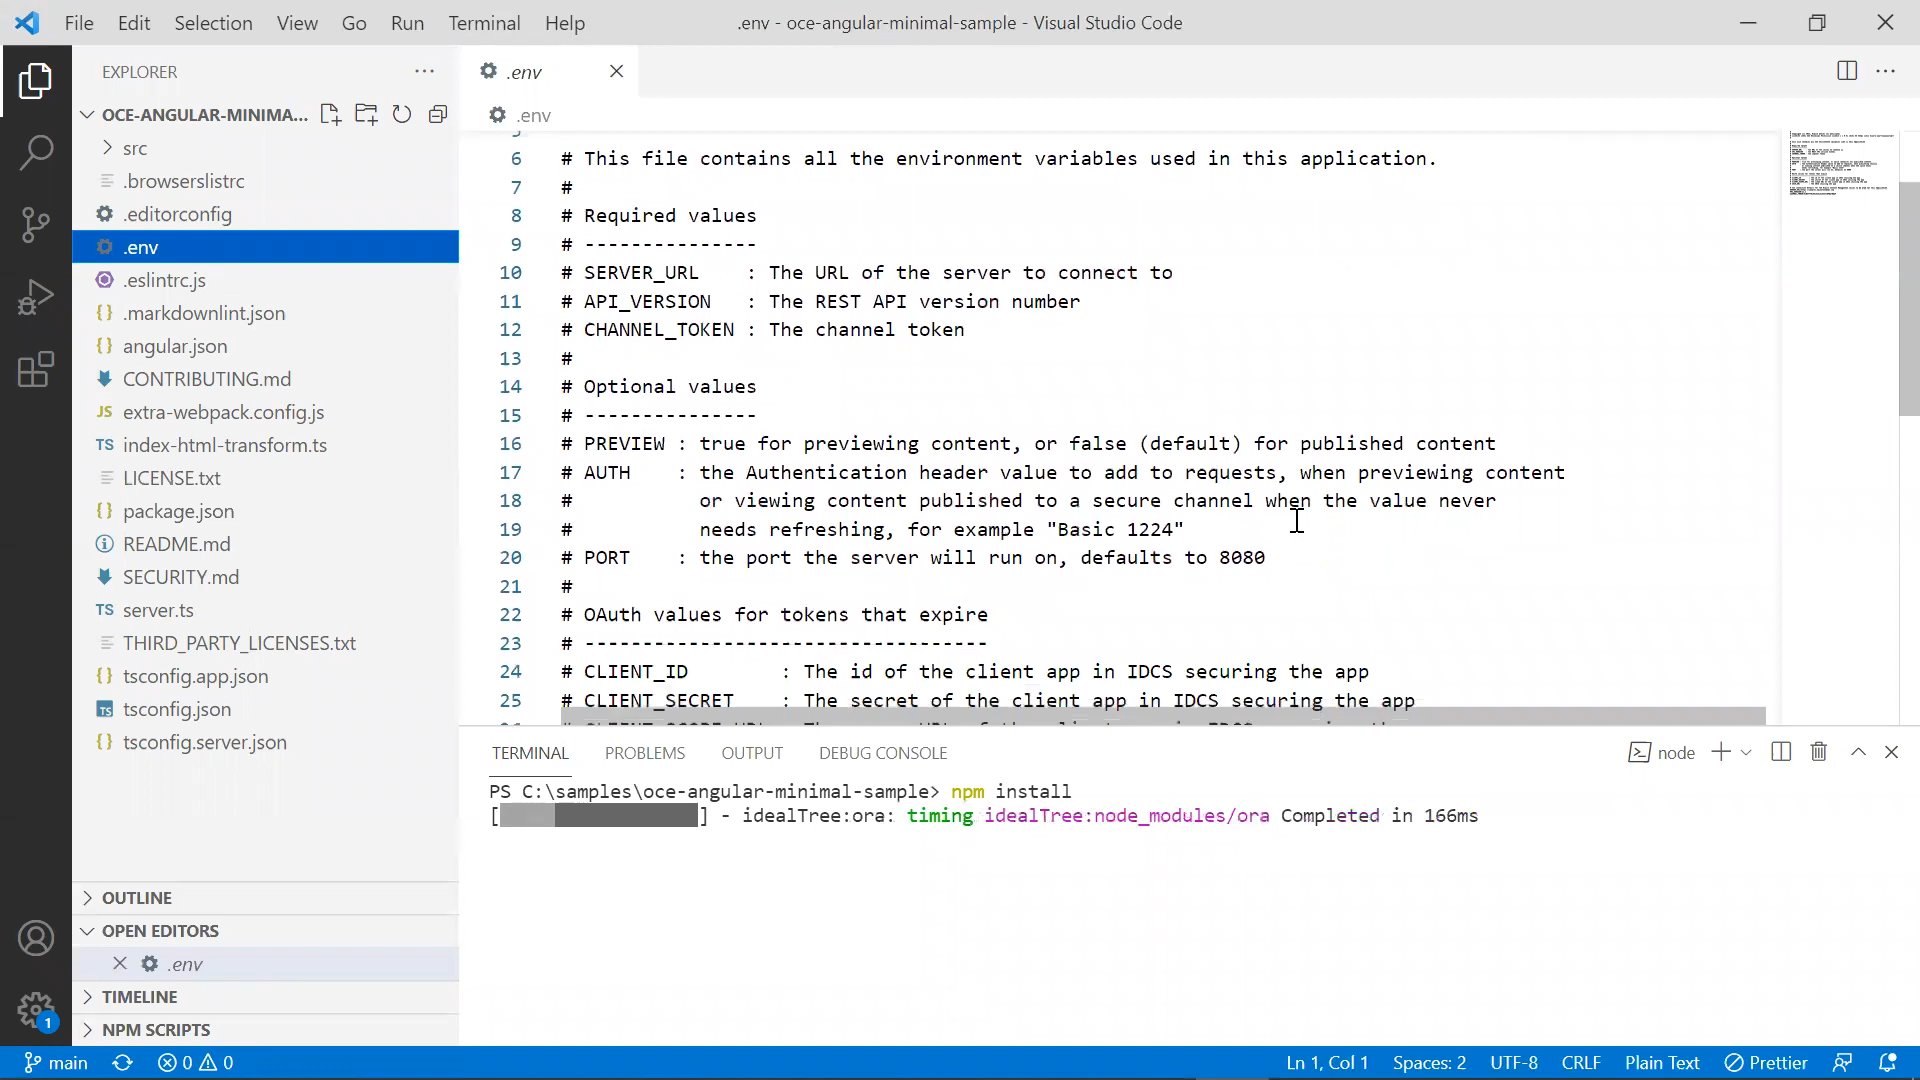 File Edit Selection View Go Run Terminal Help .env - oce-angular-minimal-sample - Visual Studio Code
EXPLORER
OCE-ANGULAR-MINIMA...
src
.browserslistrc
.editorconfig
.env
.eslintrc.js
.markdownlint.json
angular.json
CONTRIBUTING.md
JS extra-webpack.config.js
TS index-html-transform.ts
LICENSE.txt
package.json
README.md
SECURITY.md
TS server.ts
THIRD_PARTY_LICENSES.txt
tsconfig.app.json
TS tsconfig.json
tsconfig.server.json
OUTLINE
OPEN EDITORS
.env
TIMELINE
NPM SCRIPTS
1
.env
.env
6 # This file contains all the environment variables used in this application.
7 #
8 # Required values
9 # ---------------
10 # SERVER_URL    : The URL of the server to connect to
11 # API_VERSION   : The REST API version number
12 # CHANNEL_TOKEN : The channel token
13 #
14 # Optional values
15 # ---------------
16 # PREVIEW : true for previewing content, or false (default) for published content
17 # AUTH    : the Authentication header value to add to requests, when previewing content
18 #           or viewing content published to a secure channel when the value never
19 #           needs refreshing, for example "Basic 1224"
20 # PORT    : the port the server will run on, defaults to 8080
21 #
22 # OAuth values for tokens that expire
23 # -----------------------------------
24 # CLIENT_ID        : The id of the client app in IDCS securing the app
25 # CLIENT_SECRET    : The secret of the client app in IDCS securing the app
TERMINAL PROBLEMS OUTPUT DEBUG CONSOLE node
PS C:\samples\oce-angular-minimal-sample> npm install
[ ] - idealTree:ora: timing idealTree:node_modules/ora Completed in 166ms
main 0 0 Ln 1, Col 1 Spaces: 2 UTF-8 CRLF Plain Text Prettier